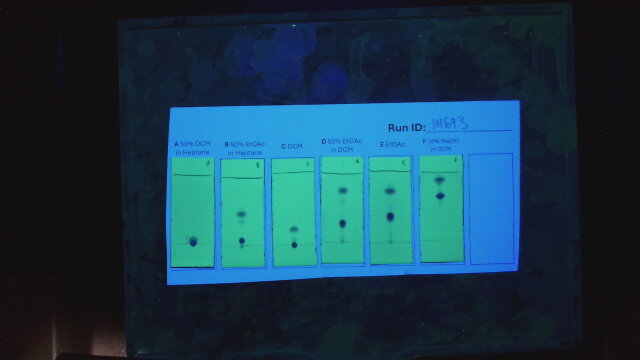 Run ID: 101693
A 50% DCM in Heptane
B 50% EtOAc in Heptane
C DCM
D 50% EtOAc in DCM
E EtOAc
F 10% MeOH in DCM
A
C